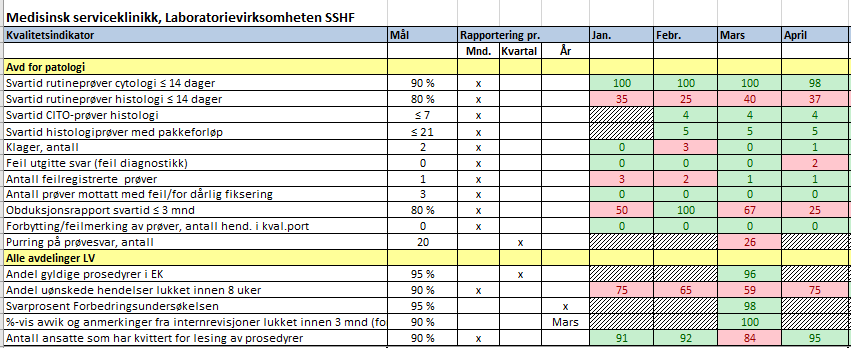 Medisinsk serviceklinikk, Laboratorievirksomheten SSHF
Kvalitetsindikator Mål Rapportering pr. Jan. Febr. Mars April
Mnd. Kvartal År
Avd for patologi
Svartid rutineprøver cytologi ≤ 14 dager 90 % x 100 100 100 98
Svartid rutineprøver histologi ≤ 14 dager 80 % x 35 25 40 37
Svartid CITO-prøver histologi ≤ 7 x 4 4 4
Svartid histologiprøver med pakkeforløp ≤ 21 x 5 5 5
Klager, antall 2 x 0 3 0 1
Feil utgitte svar (feil diagnostikk) 0 x 0 0 0 2
Antall feilregistrerte prøver 1 x 3 2 1 1
Antall prøver mottatt med feil/for dårlig fiksering 3 x 0 0 0 0
Obduksjonsrapport svartid ≤ 3 mnd 80 % x 50 100 67 25
Forbytting/feilmerking av prøver, antall hend. i kval.port 0 x 0 0 0 0
Purring på prøvesvar, antall 20 x 26
Alle avdelinger LV
Andel gyldige prosedyrer i EK 95 % x 96
Andel uønskede hendelser lukket innen 8 uker 90 % x 75 65 59 75
Svarprosent Forbedringsundersøkelsen 95 % x 98
%-vis avvik og anmerkinger fra internrevisjoner lukket innen 3 mnd (fo 90 % Mars 100
Antall ansatte som har kvittert for lesing av prosedyrer 90 % x 91 92 84 95